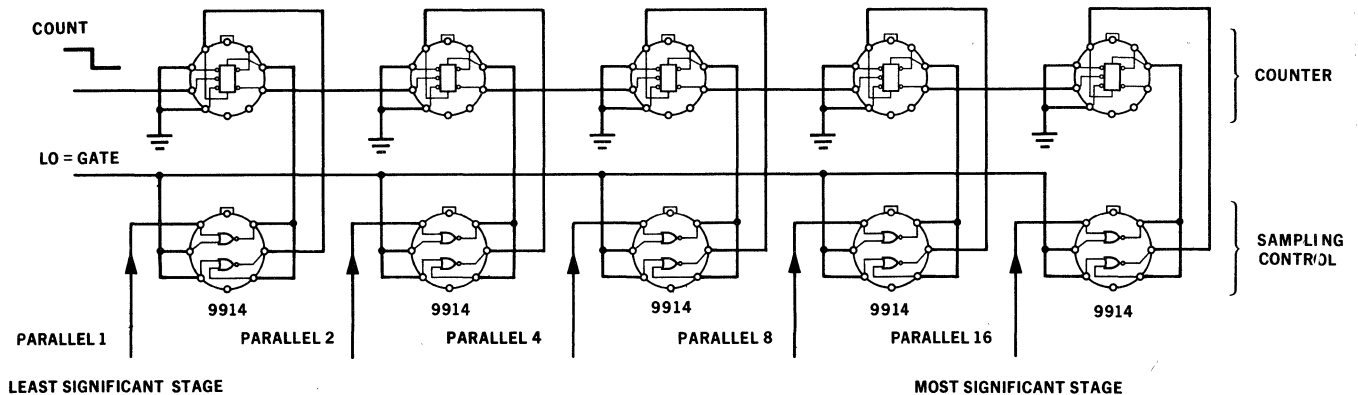 COUNT
COUNTER
LO = GATE
SAMPLING
CONTROL
9914 9914 9914 9914 9914
PARALLEL 1 PARALLEL 2 PARALLEL 4 PARALLEL 8 PARALLEL 16
LEAST SIGNIFICANT STAGE MOST SIGNIFICANT STAGE